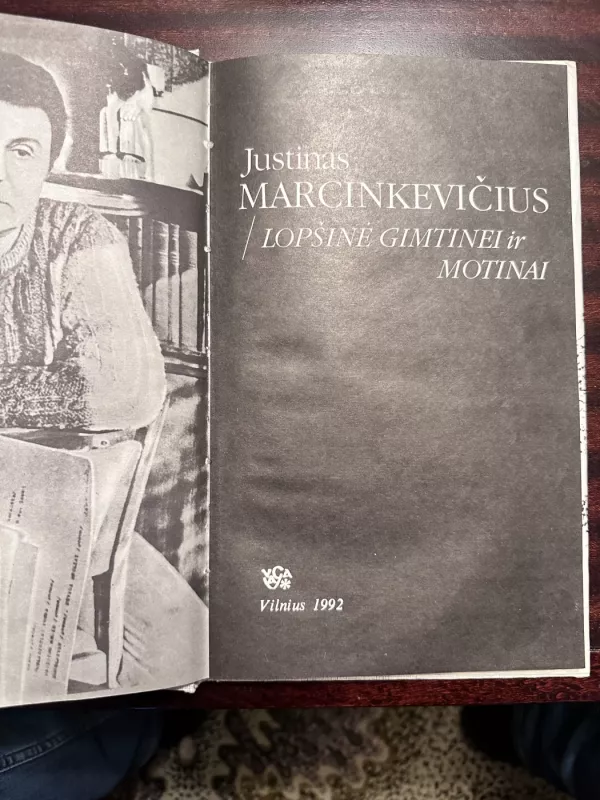 Justinas
MARCINKEVIČIUS
/ LOPŠINĖ GIMTINEI ir
MOTINAI
Vilnius 1992